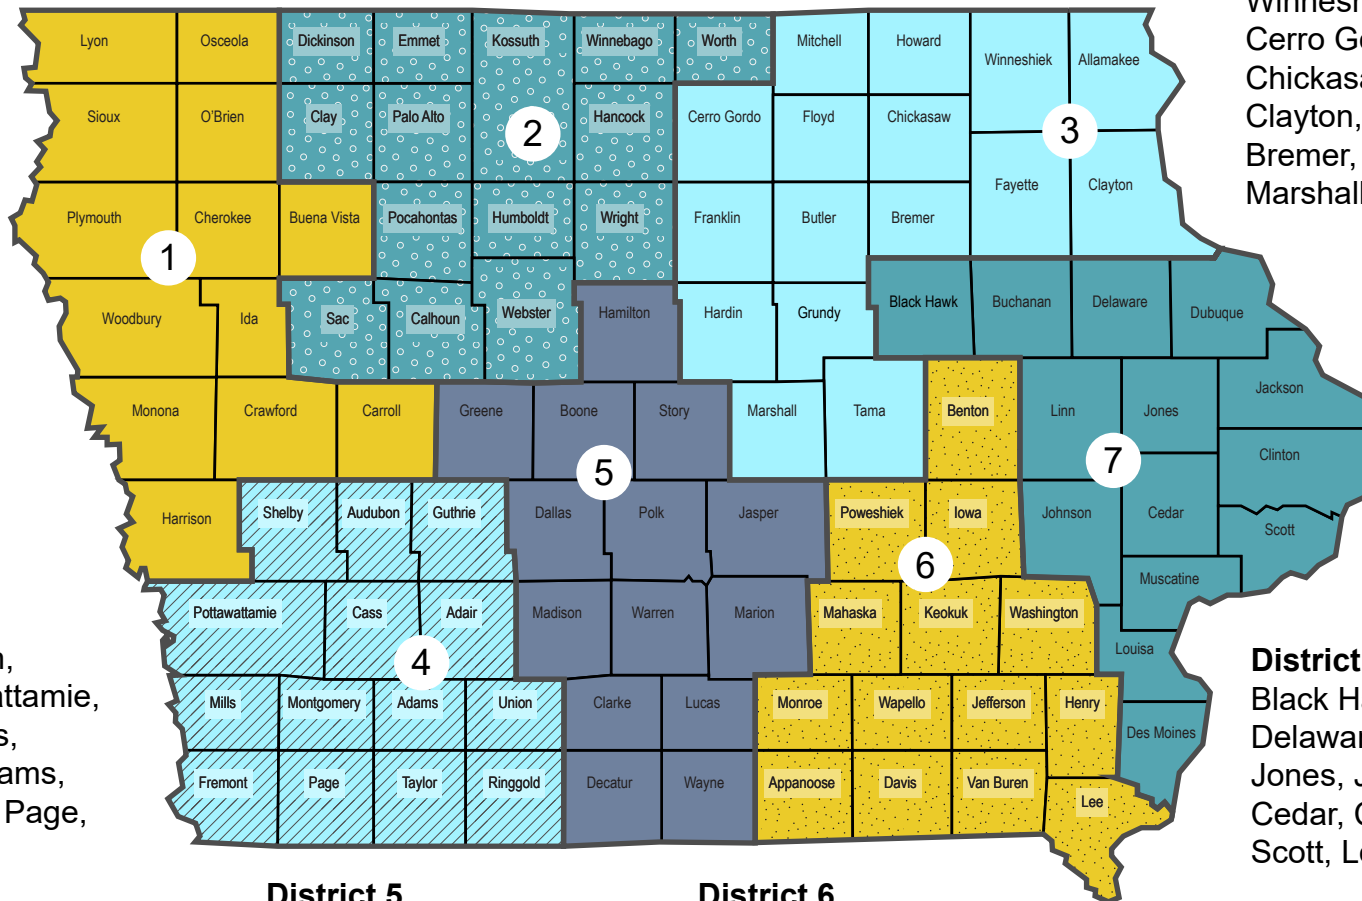 Winnesh
Cerro Go
Chickasa
Clayton,
Bremer,
Marshall
Lyon Osceola Dickinson Emmet Kossuth Winnebago Worth Mitchell Howard Winneshiek Allamakee
Sioux O'Brien Clay Palo Alto Hancock Cerro Gordo Floyd Chickasaw
2 3
Plymouth Cherokee Buena Vista Pocahontas Humboldt Wright Franklin Butler Bremer Fayette Clayton
1
Woodbury Ida Sac Calhoun Webster Hamilton Hardin Grundy Black Hawk Buchanan Delaware Dubuque
Monona Crawford Carroll Greene Boone Story Marshall Tama Benton Linn Jones Jackson
5 7
Clinton
Harrison Shelby Audubon Guthrie Dallas Polk Jasper Poweshiek Iowa Johnson Cedar Scott
6
Muscatine
Pottawattamie Cass Adair Madison Warren Marion Mahaska Keokuk Washington
4
Louisa
Mills Montgomery Adams Union Clarke Lucas Monroe Wapello Jefferson Henry
Des Moines
Fremont Page Taylor Ringgold Decatur Wayne Appanoose Davis Van Buren Lee
n,
attamie,
s,
ams,
Page,
District
Black Ha
Delawar
Jones, J
Cedar, C
Scott, Lo
District 5 District 6